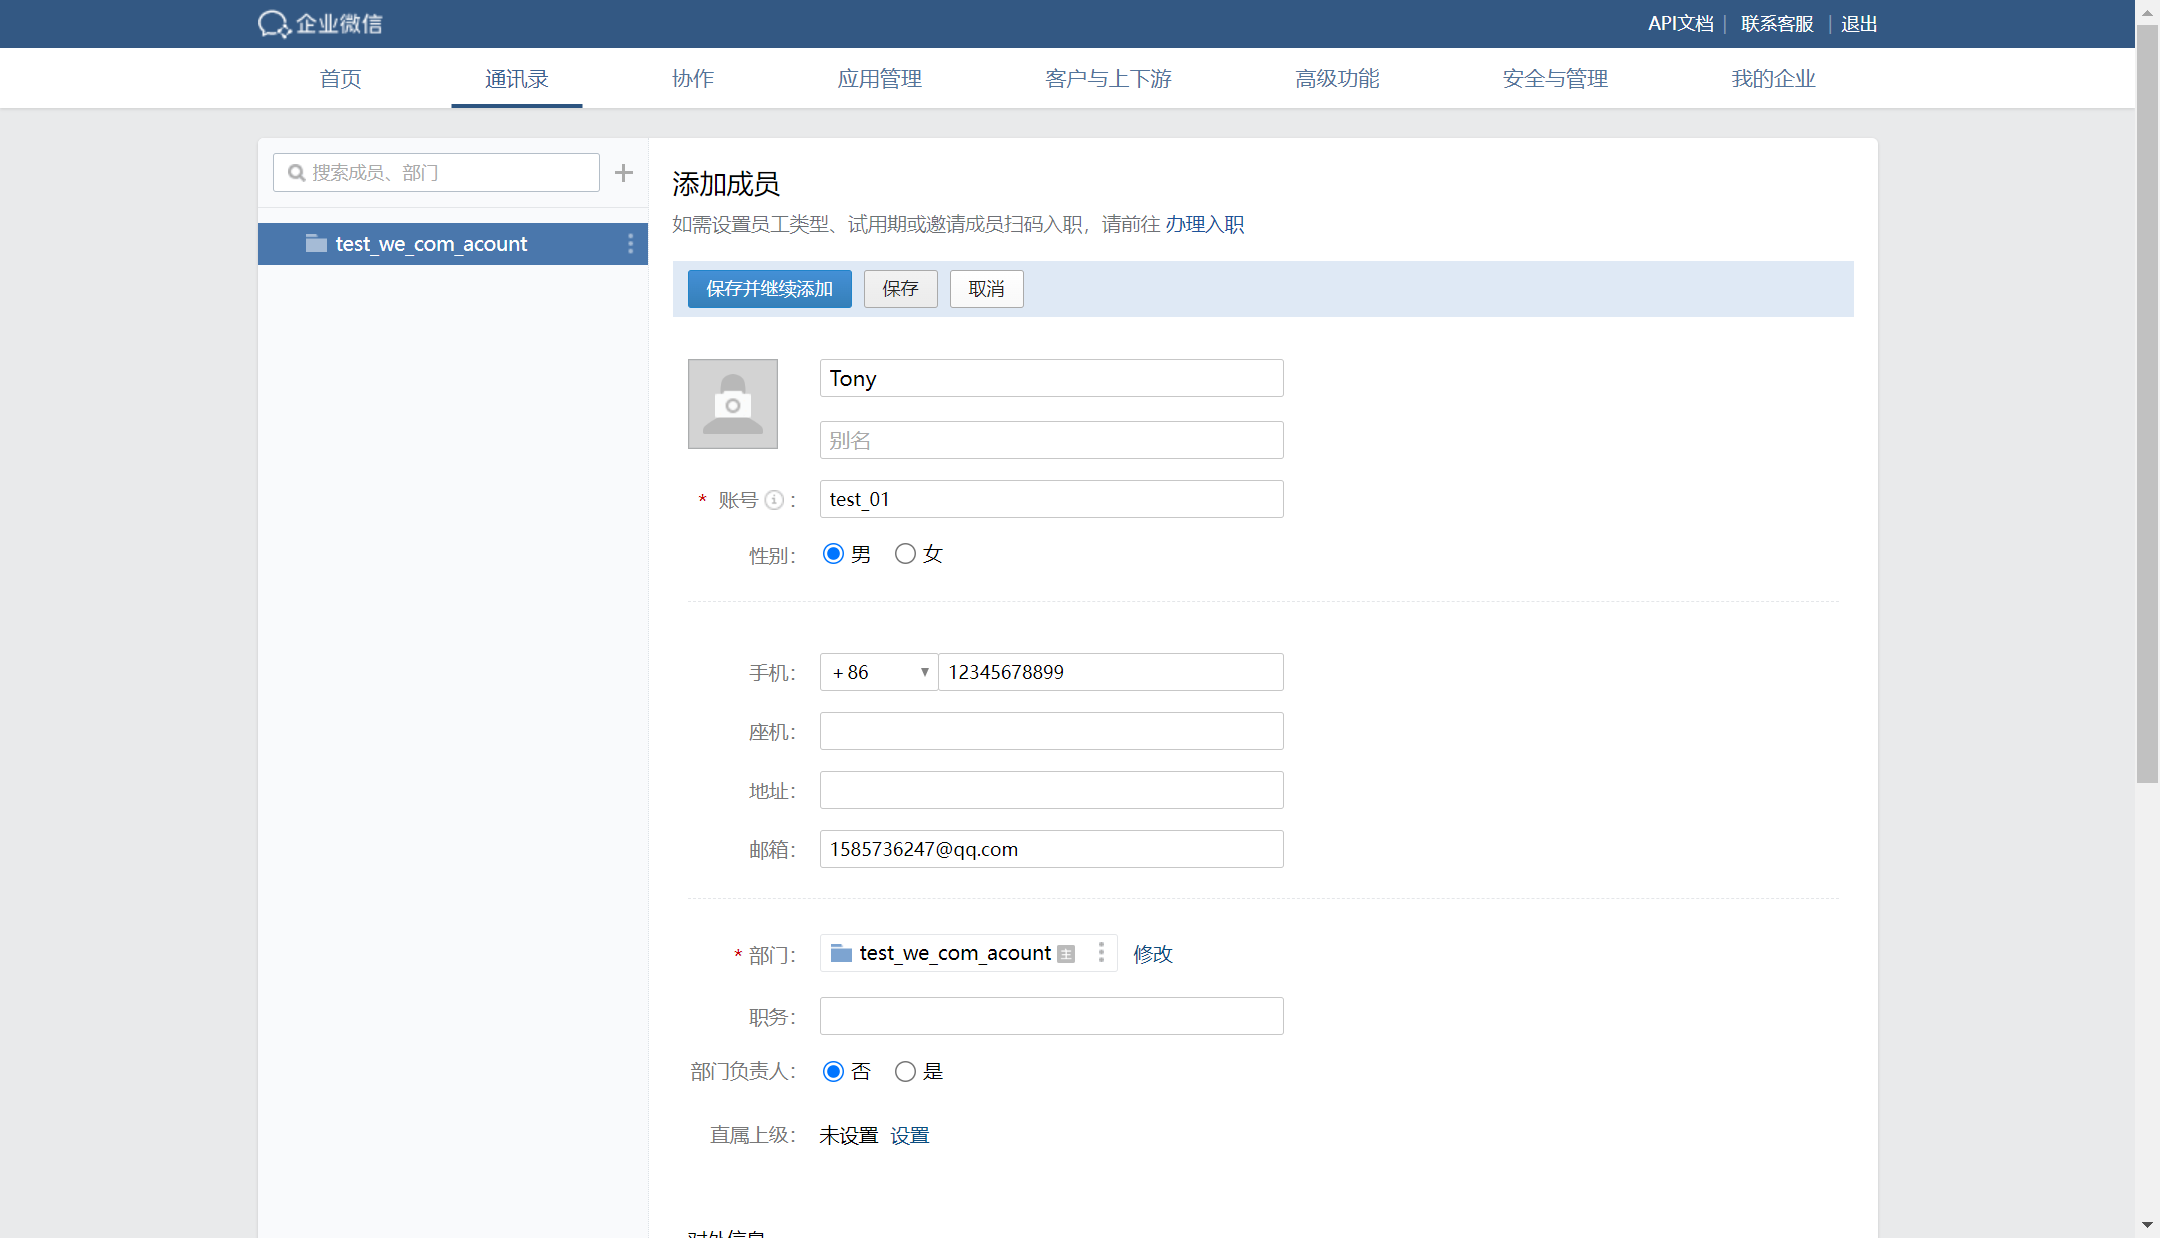 企业微信
API文档 | 联系客服 | 退出
首页 通讯录 协作 应用管理 客户与上下游 高级功能 安全与管理 我的企业
搜索成员、部门
test_we_com_acount
添加成员
如需设置员工类型、试用期或邀请成员扫码入职，请前往 办理入职
保存并继续添加 保存 取消
Tony
别名
* 账号 : test_01
性别: 男 女
手机: +86 12345678899
座机:
地址:
邮箱: 1585736247@qq.com
* 部门: test_we_com_acount 主 修改
职务:
部门负责人: 否 是
直属上级: 未设置 设置
对外信息